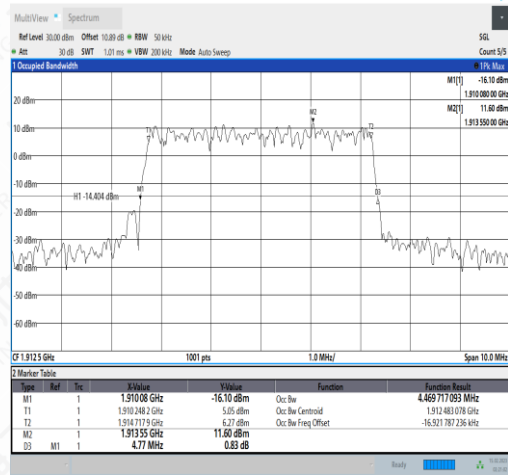 MultiView Spectrum
Ref Level 30.00 dBm Offset 10.89 dB RBW 50 kHz SGL
Att 30 dB SWT 1.01 ms VBW 200 kHz Mode Auto Sweep Count 5/5
1 Occupied Bandwidth 1Pk Max
M1[1] -16.10 dBm
1.910 080 00 GHz
M2[1] 11.60 dBm
1.913 550 00 GHz
20 dBm
M2
10 dBm
0 dBm
-10 dBm
H1 -14.404 dBm
M1
D3
-20 dBm
-30 dBm
-40 dBm
-50 dBm
-60 dBm
CF 1.912 5 GHz 1001 pts 1.0 MHz/ Span 10.0 MHz
2 Marker Table
Type Ref Trc X-Value Y-Value Function Function Result
M1 1 1.910 08 GHz -16.10 dBm Occ Bw 4.469 717 093 MHz
T1 1 1.910 248 2 GHz 5.05 dBm Occ Bw Centroid 1.912 483 078 GHz
T2 1 1.914 717 9 GHz 6.27 dBm Occ Bw Freq Offset -16.921 787 236 kHz
M2 1 1.913 55 GHz 11.60 dBm
D3 M1 1 4.77 MHz 0.83 dB
Ready